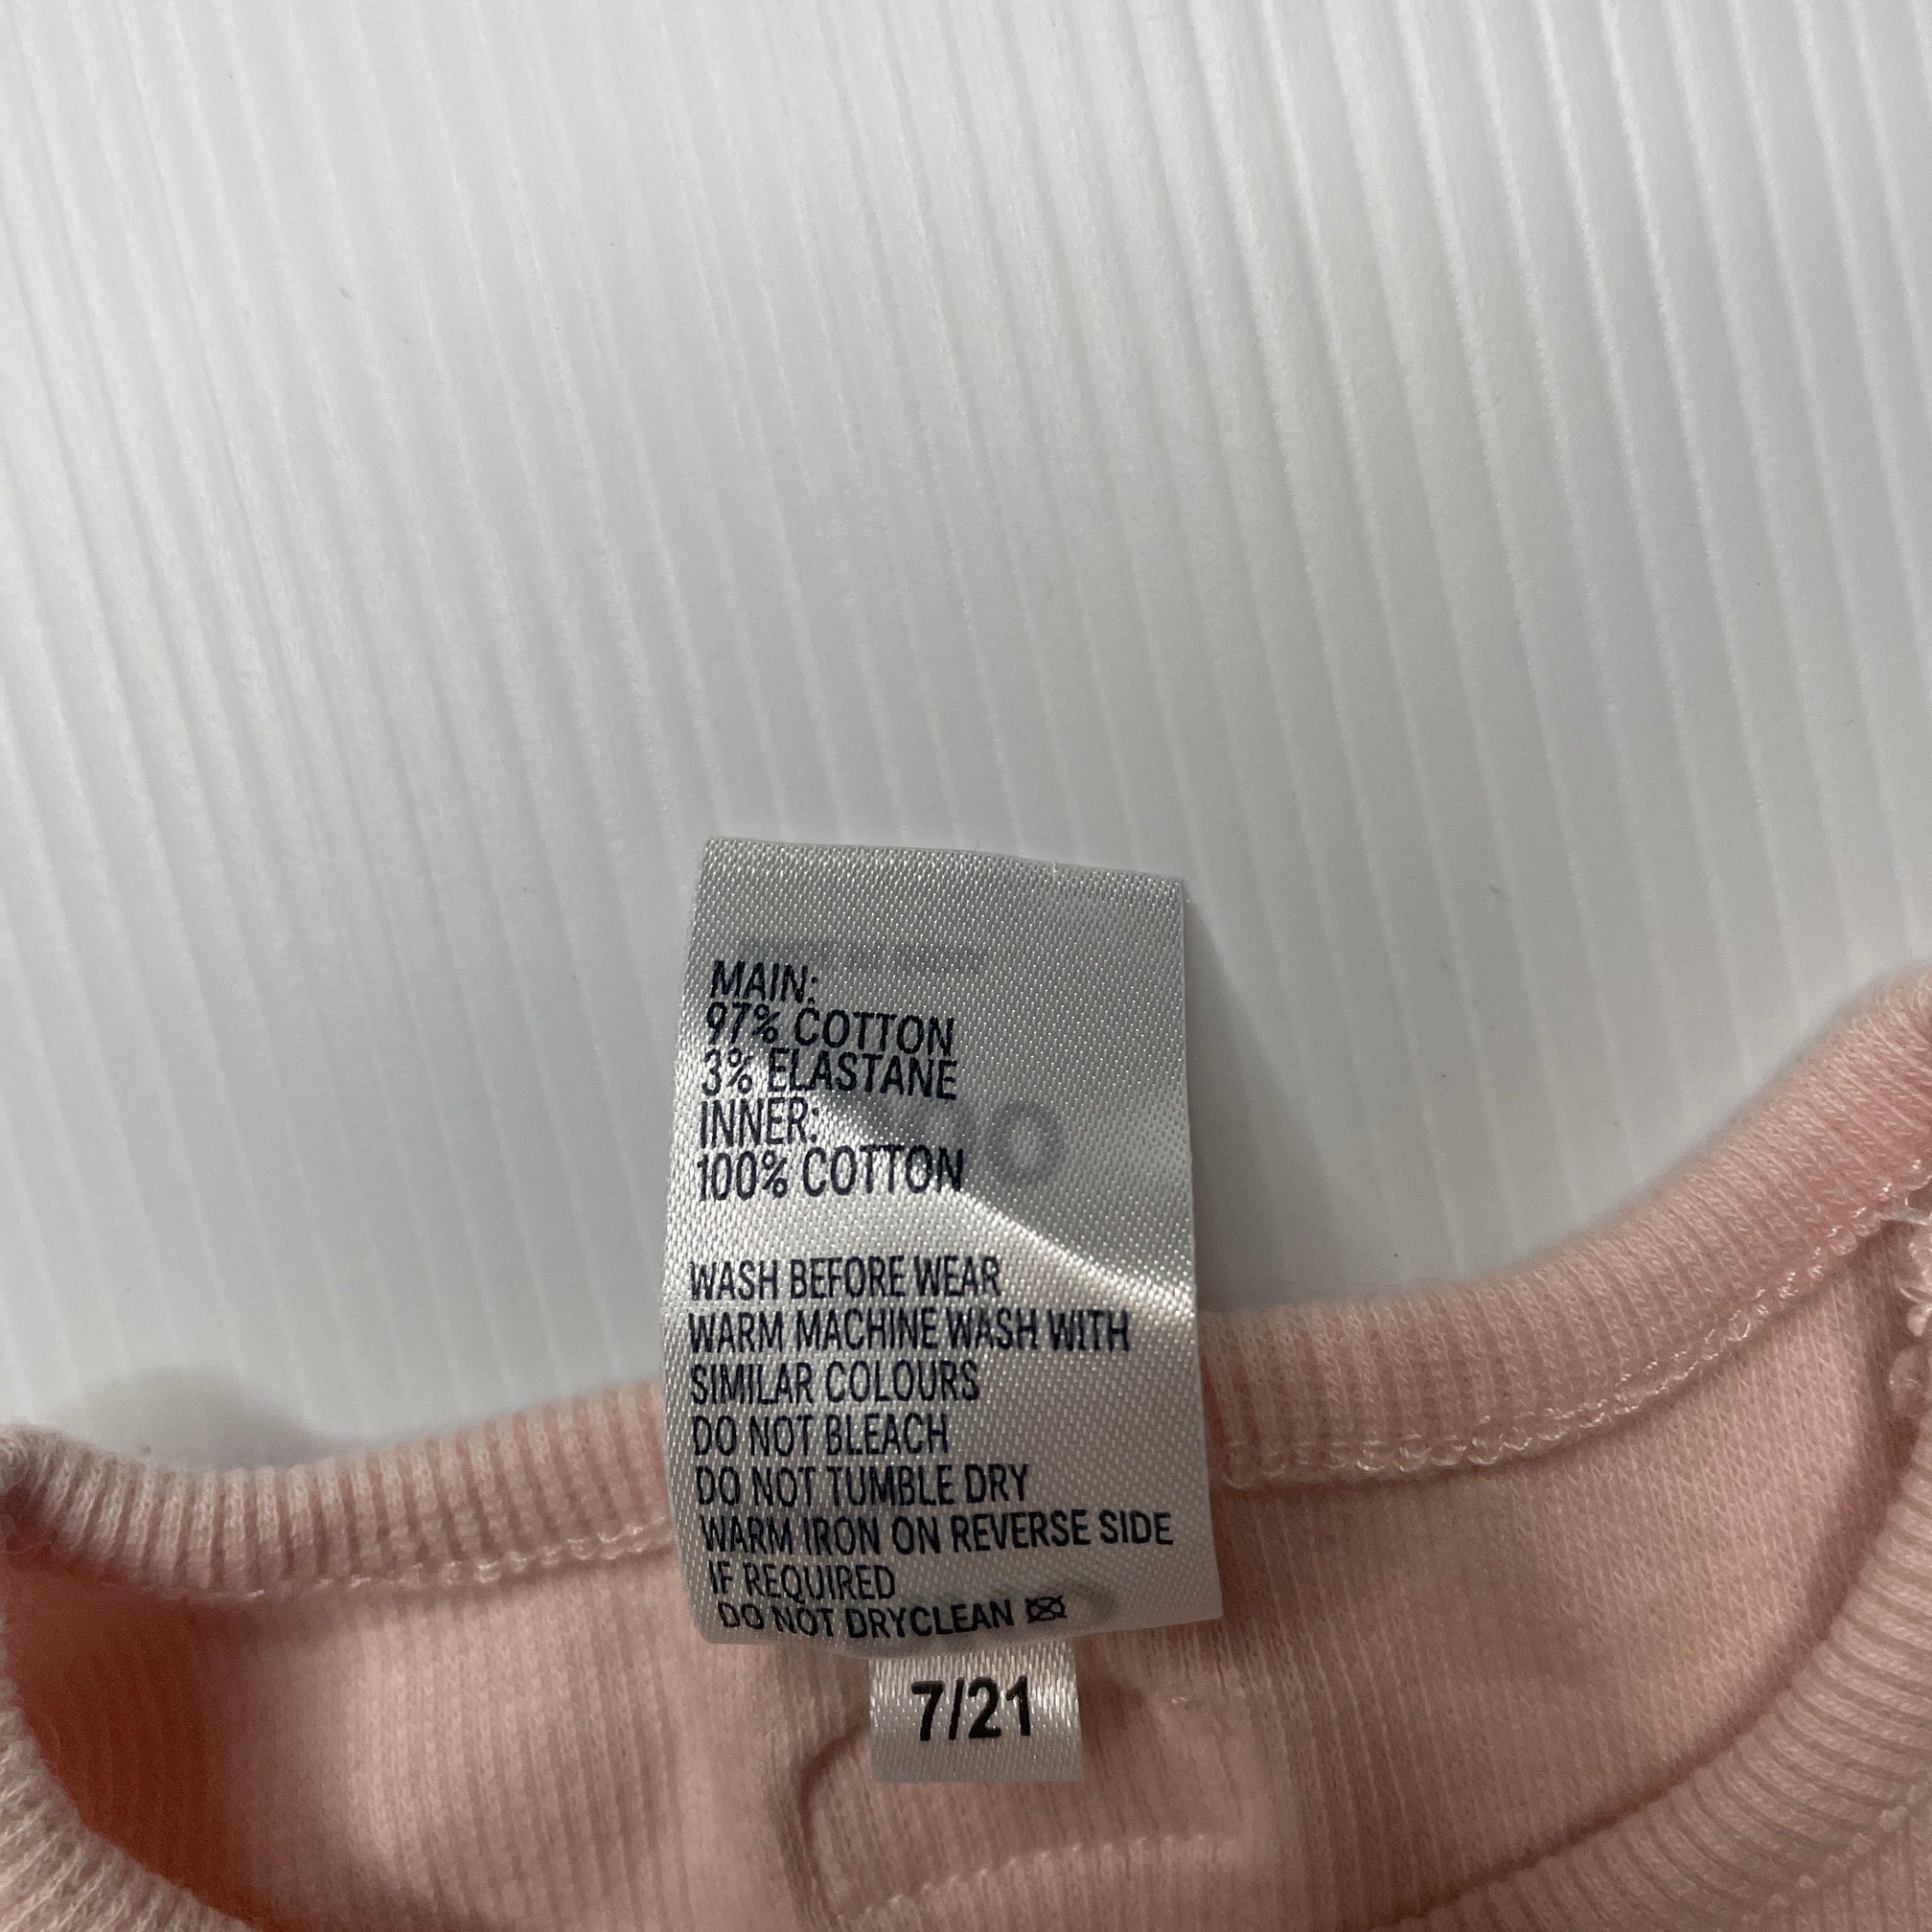 MAIN:
97% COTTON
3% ELASTANE
INNER:
100% COTTON
WASH BEFORE WEAR
WARM MACHINE WASH WITH
SIMILAR COLOURS
DO NOT BLEACH
DO NOT TUMBLE DRY
WARM IRON ON REVERSE SIDE
IF REQUIRED
DO NOT DRYCLEAN
7/21